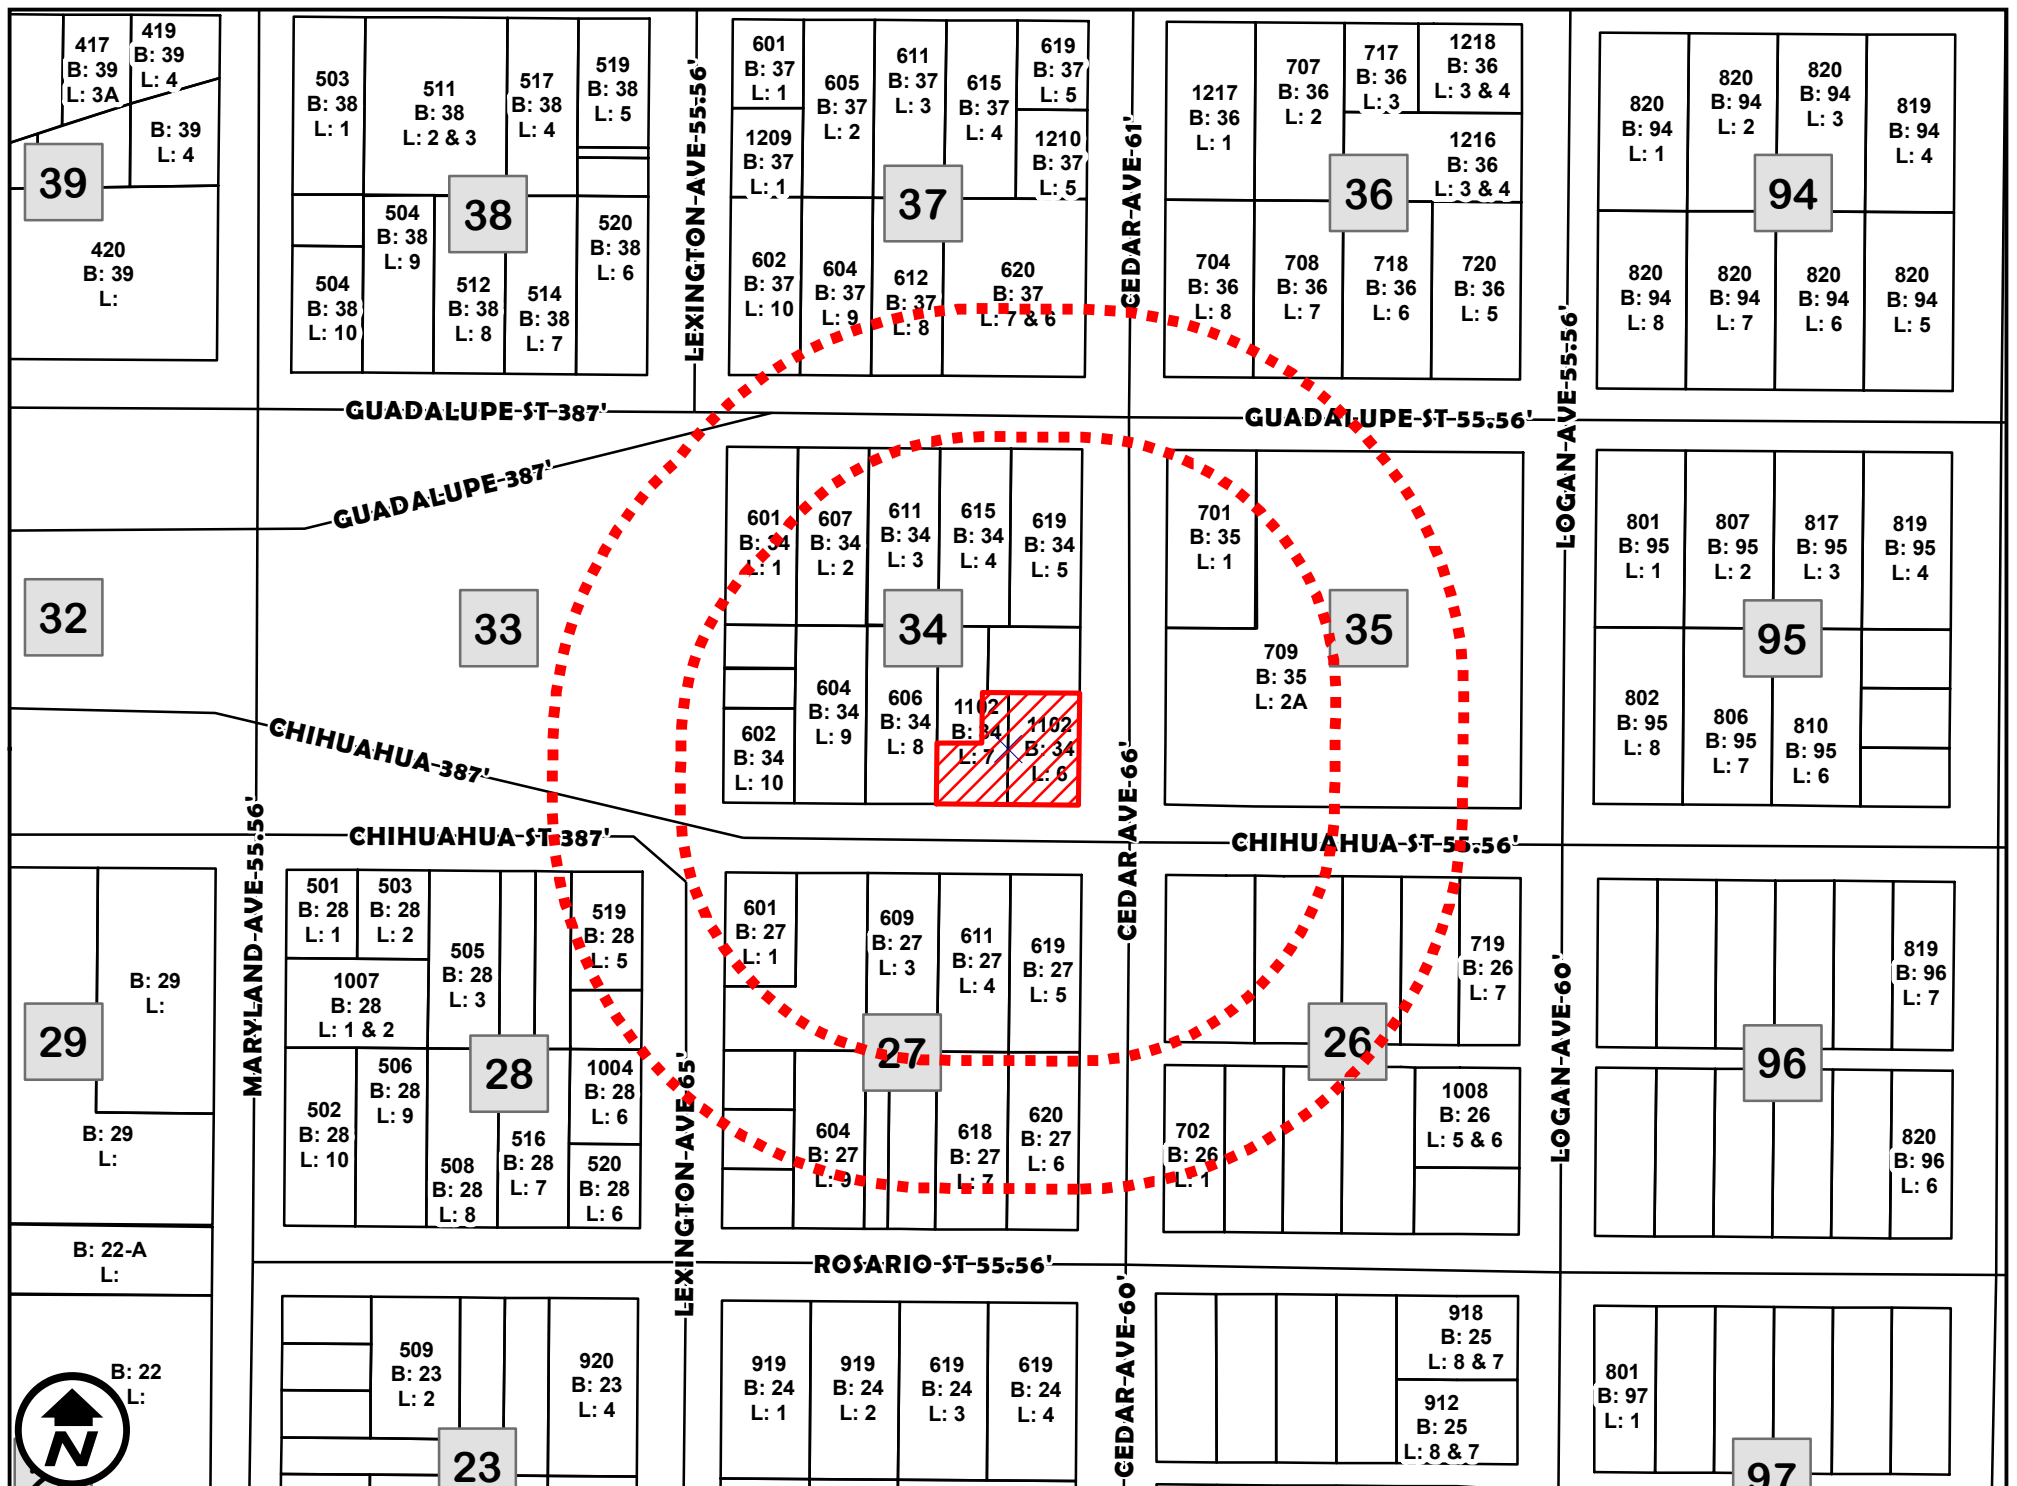 417
B: 39
L: 3A
419
B: 39
L: 4
B: 39
L: 4
39
420
B: 39
L:
503
B: 38
L: 1
511
B: 38
L: 2 & 3
517
B: 38
L: 4
519
B: 38
L: 5
38
504
B: 38
L: 9
504
B: 38
L: 10
512
B: 38
L: 8
514
B: 38
L: 7
520
B: 38
L: 6
LEXINGTON-AVE-55.56'
601
B: 37
L: 1
605
B: 37
L: 2
611
B: 37
L: 3
615
B: 37
L: 4
619
B: 37
L: 5
1209
B: 37
L: 1
1210
B: 37
L: 5
37
602
B: 37
L: 10
604
B: 37
L: 9
612
B: 37
L: 8
620
B: 37
L: 7 & 6
CEDAR-AVE-61'
1217
B: 36
L: 1
707
B: 36
L: 2
717
B: 36
L: 3
1218
B: 36
L: 3 & 4
1216
B: 36
L: 3 & 4
36
704
B: 36
L: 8
708
B: 36
L: 7
718
B: 36
L: 6
720
B: 36
L: 5
LOGAN-AVE-55.56'
820
B: 94
L: 1
820
B: 94
L: 2
820
B: 94
L: 3
819
B: 94
L: 4
94
820
B: 94
L: 8
820
B: 94
L: 7
820
B: 94
L: 6
820
B: 94
L: 5
GUADALUPE-ST-387'
GUADALUPE-ST-55.56'
GUADALUPE-387'
32
33
601
B: 34
L: 1
607
B: 34
L: 2
611
B: 34
L: 3
615
B: 34
L: 4
619
B: 34
L: 5
34
602
B: 34
L: 10
604
B: 34
L: 9
606
B: 34
L: 8
1102
B: 34
L: 7
1102
B: 34
L: 6
701
B: 35
L: 1
709
B: 35
L: 2A
35
801
B: 95
L: 1
807
B: 95
L: 2
817
B: 95
L: 3
819
B: 95
L: 4
95
802
B: 95
L: 8
806
B: 95
L: 7
810
B: 95
L: 6
CHIHUAHUA-387'
CEDAR-AVE-66'
MARYLAND-AVE-55.56'
CHIHUAHUA-ST-387'
CHIHUAHUA-ST-55.56'
B: 29
L:
29
B: 29
L:
501
B: 28
L: 1
503
B: 28
L: 2
505
B: 28
L: 3
519
B: 28
L: 5
1007
B: 28
L: 1 & 2
28
502
B: 28
L: 10
506
B: 28
L: 9
508
B: 28
L: 8
516
B: 28
L: 7
1004
B: 28
L: 6
520
B: 28
L: 6
LEXINGTON-AVE-65'
601
B: 27
L: 1
609
B: 27
L: 3
611
B: 27
L: 4
619
B: 27
L: 5
27
604
B: 27
L: 9
618
B: 27
L: 7
620
B: 27
L: 6
719
B: 26
L: 7
26
702
B: 26
L: 1
1008
B: 26
L: 5 & 6
LOGAN-AVE-60'
819
B: 96
L: 7
96
820
B: 96
L: 6
ROSARIO-ST-55.56'
B: 22-A
L:
B: 22
L:
N
509
B: 23
L: 2
920
B: 23
L: 4
23
919
B: 24
L: 1
919
B: 24
L: 2
619
B: 24
L: 3
619
B: 24
L: 4
CEDAR-AVE-60'
918
B: 25
L: 8 & 7
912
B: 25
L: 8 & 7
801
B: 97
L: 1
97